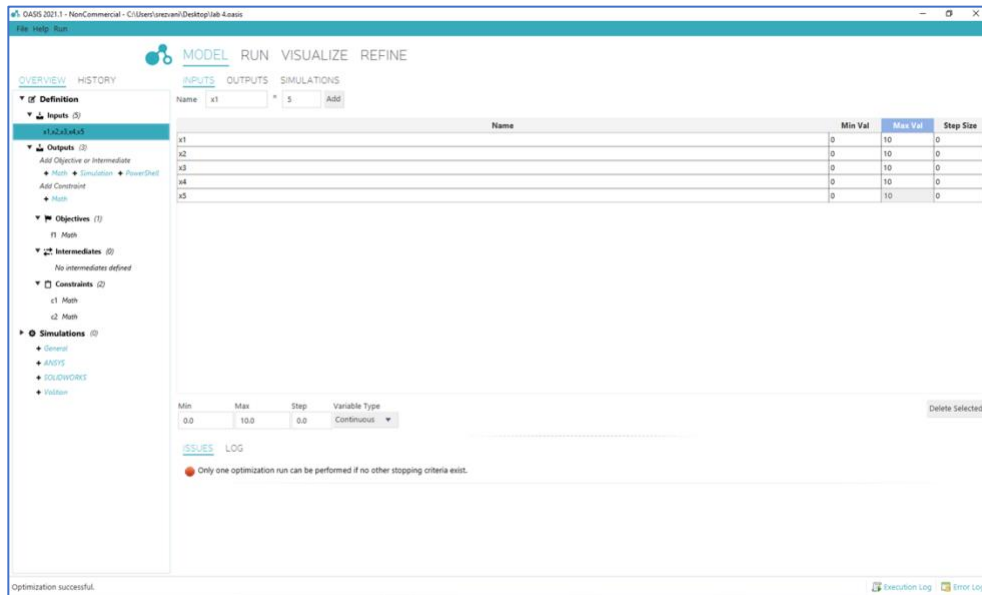 OASIS 2021.1 - NonCommercial - C:\Users\srezvani\Desktop\lab 4.oasis
File Help Run
MODEL RUN VISUALIZE REFINE
OVERVIEW HISTORY
INPUTS OUTPUTS SIMULATIONS
Name x1 * 5 Add
Definition
Inputs (5)
x1,x2,x3,x4,x5
Outputs (3)
Add Objective or Intermediate
+ Math + Simulation + PowerShell
Add Constraint
+ Math
Objectives (1)
f1 Math
Intermediates (0)
No intermediates defined
Constraints (2)
c1 Math
c2 Math
Simulations (0)
+ General
+ ANSYS
+ SOLIDWORKS
+ Volition
Name Min Val Max Val Step Size
x1 0 10 0
x2 0 10 0
x3 0 10 0
x4 0 10 0
x5 0 10 0
Min Max Step Variable Type
0.0 10.0 0.0 Continuous
Delete Selected
ISSUES LOG
Only one optimization run can be performed if no other stopping criteria exist.
Optimization successful.
Execution Log Error Log